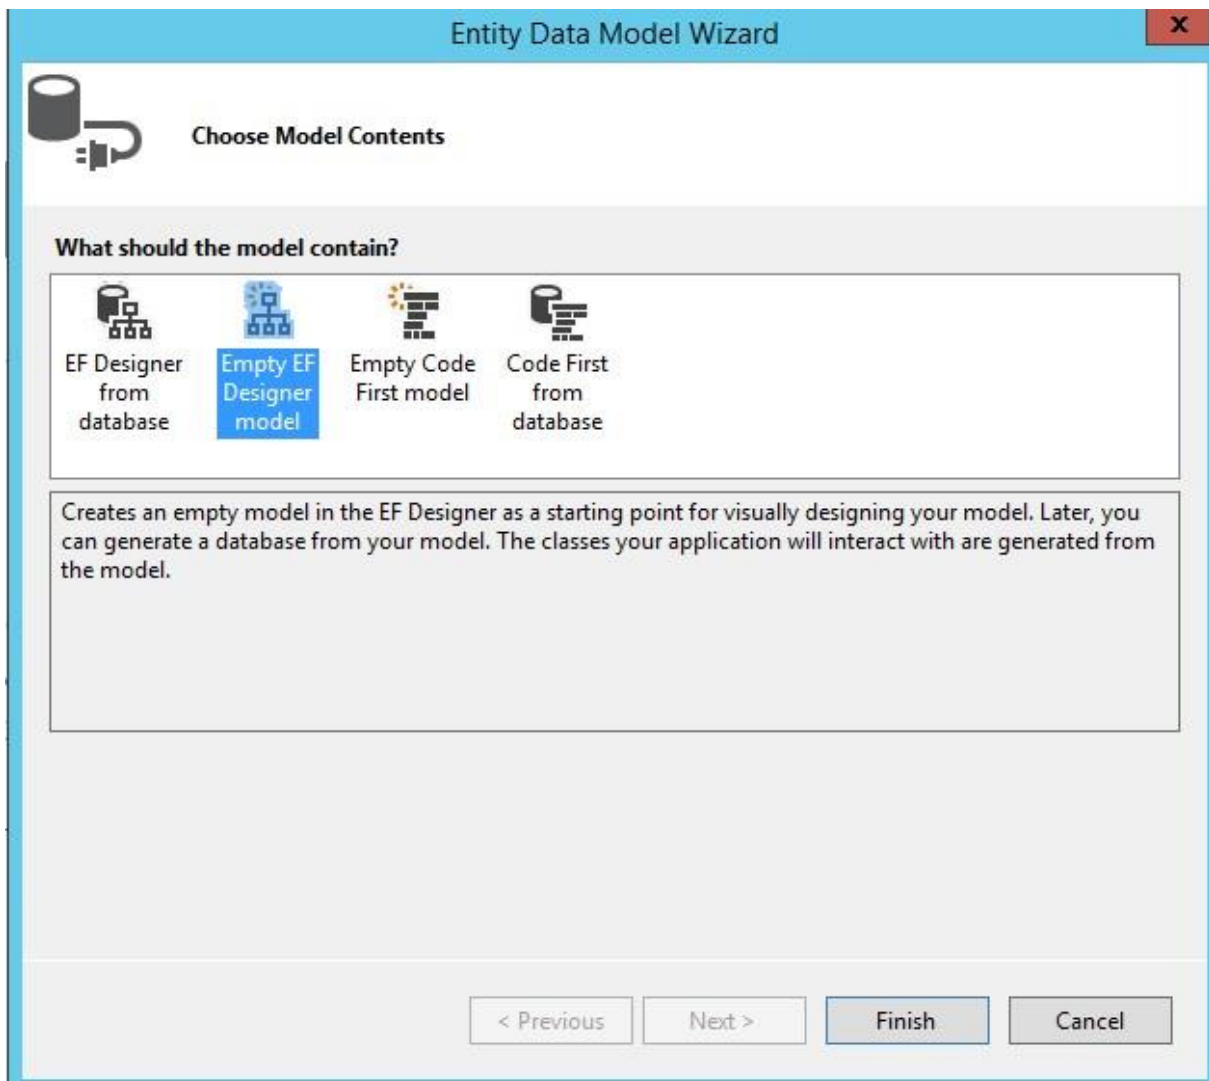 Entity Data Model Wizard
x
Choose Model Contents
What should the model contain?
EF Designer
from
database
Empty EF
Designer
model
Empty Code
First model
Code First
from
database
Creates an empty model in the EF Designer as a starting point for visually designing your model. Later, you
can generate a database from your model. The classes your application will interact with are generated from
the model.
< Previous
Next >
Finish
Cancel